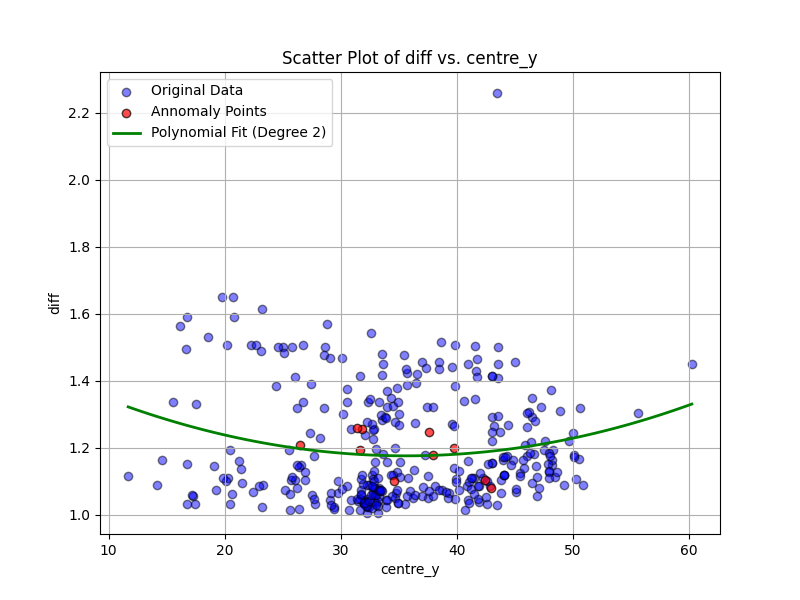 Scatter Plot of diff vs. centre_y
Original Data
Annomaly Points
Polynomial Fit (Degree 2)
2.2
2.0
1.8
1.6
1.4
1.2
1.0
diff
10 20 30 40 50 60
centre_y